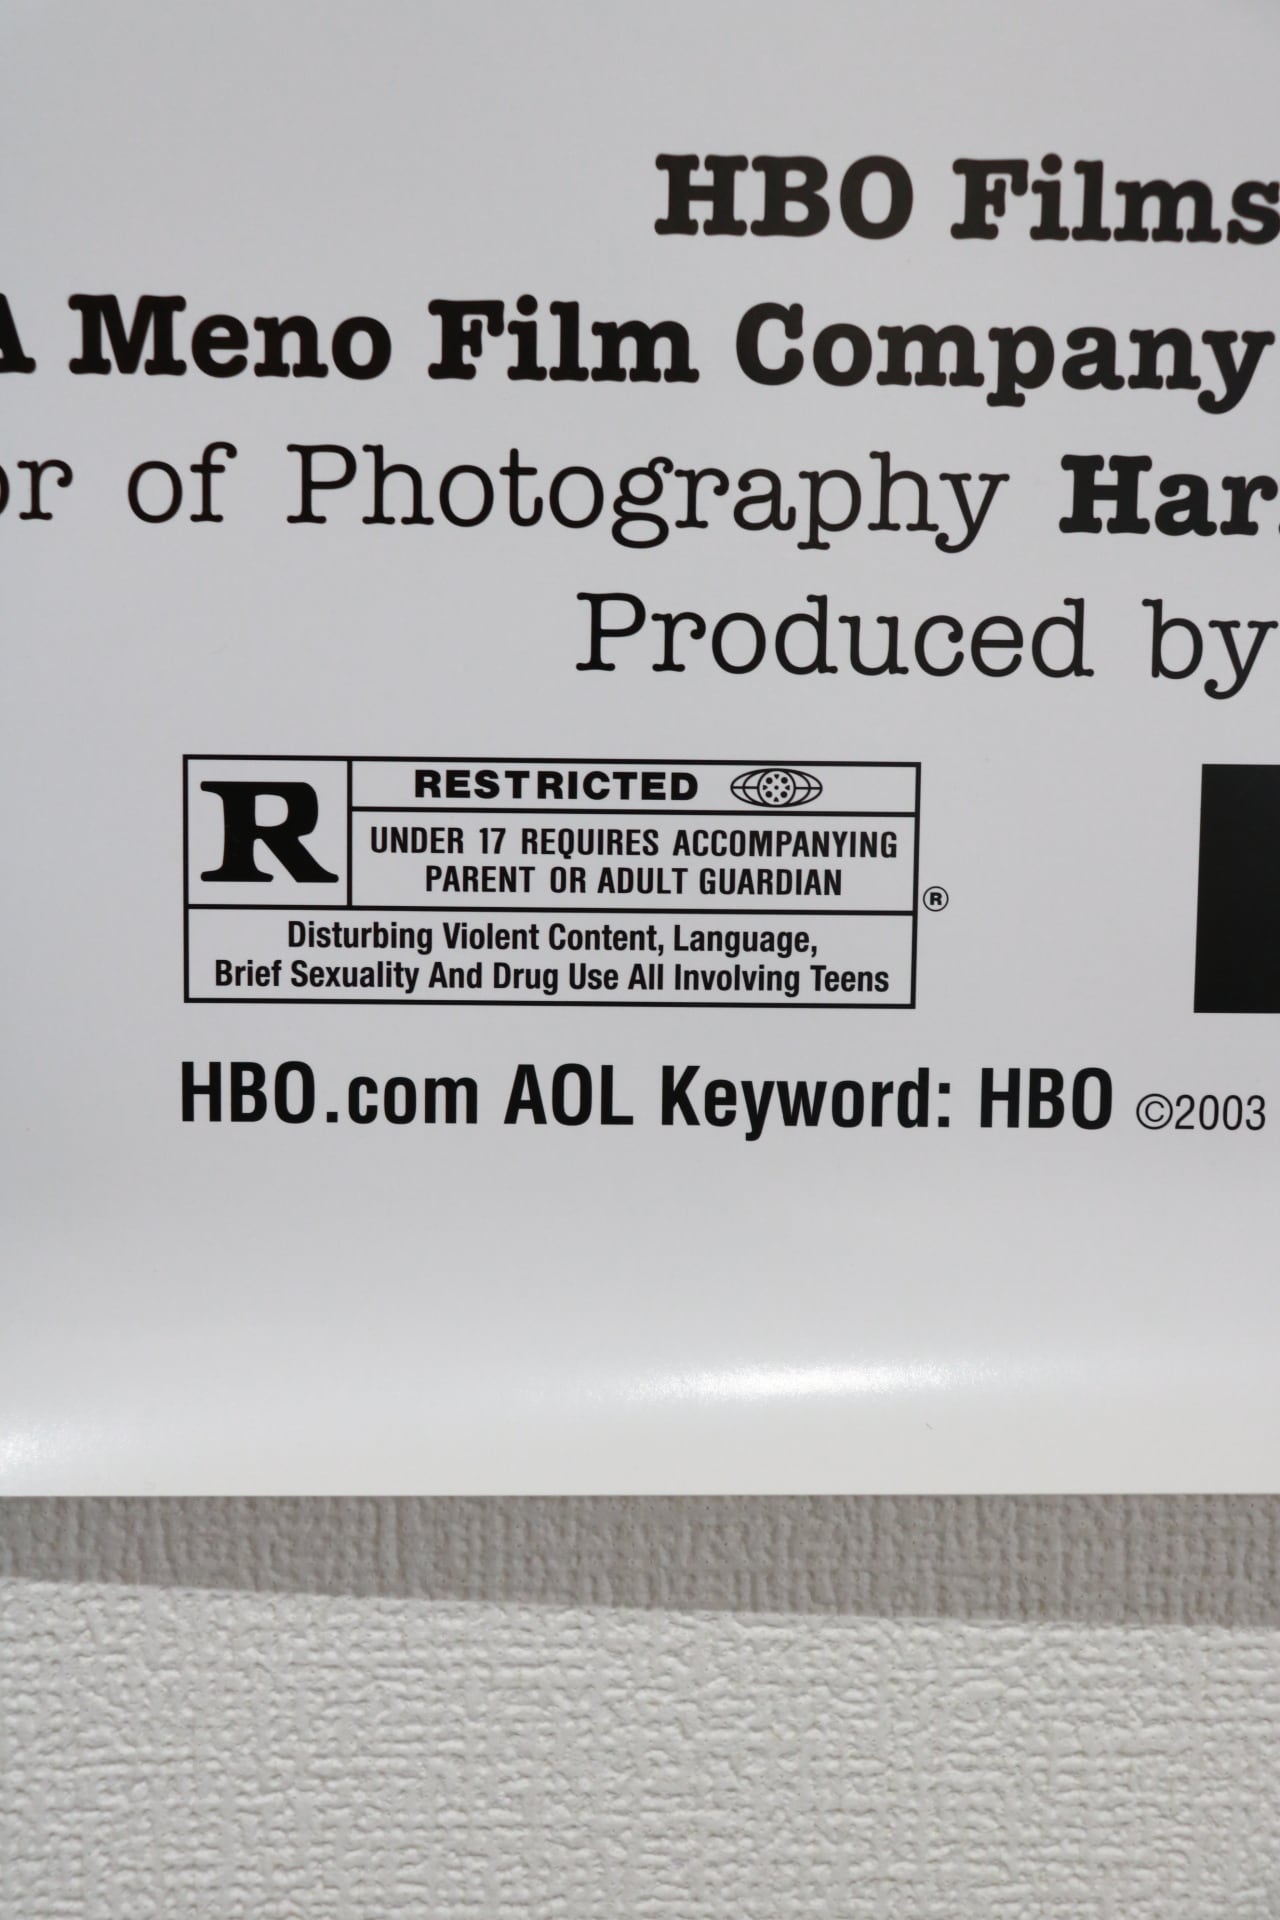 HBO Films
A Meno Film Company
or of Photography Har
Produced by
R
RESTRICTED
UNDER 17 REQUIRES ACCOMPANYING
PARENT OR ADULT GUARDIAN
®
Disturbing Violent Content, Language,
Brief Sexuality And Drug Use All Involving Teens
HBO.com AOL Keyword: HBO ©2003